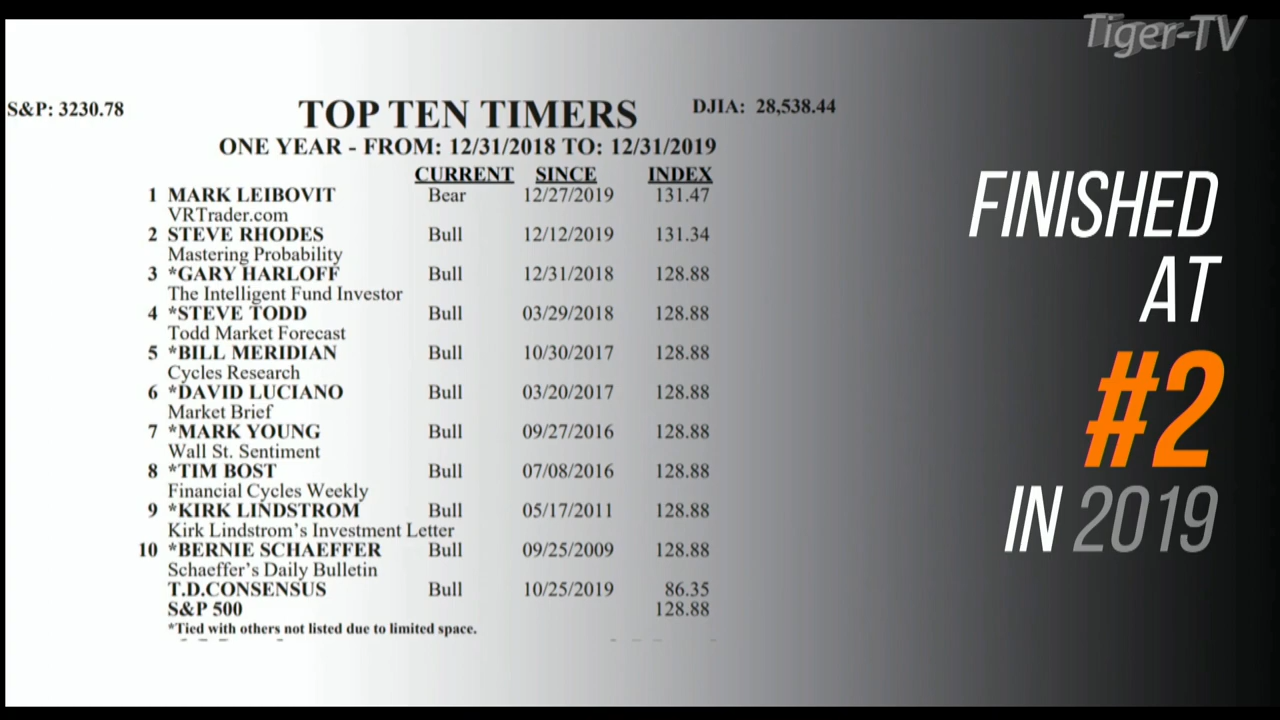 Tiger-TV
S&P: 3230.78
TOP TEN TIMERS
DJIA: 28,538.44
ONE YEAR - FROM: 12/31/2018 TO: 12/31/2019
CURRENT SINCE INDEX
1 MARK LEIBOVIT Bear 12/27/2019 131.47
VRTrader.com
2 STEVE RHODES Bull 12/12/2019 131.34
Mastering Probability
3 *GARY HARLOFF Bull 12/31/2018 128.88
The Intelligent Fund Investor
4 *STEVE TODD Bull 03/29/2018 128.88
Todd Market Forecast
5 *BILL MERIDIAN Bull 10/30/2017 128.88
Cycles Research
6 *DAVID LUCIANO Bull 03/20/2017 128.88
Market Brief
7 *MARK YOUNG Bull 09/27/2016 128.88
Wall St. Sentiment
8 *TIM BOST Bull 07/08/2016 128.88
Financial Cycles Weekly
9 *KIRK LINDSTROM Bull 05/17/2011 128.88
Kirk Lindstrom's Investment Letter
10 *BERNIE SCHAEFFER Bull 09/25/2009 128.88
Schaeffer's Daily Bulletin
T.D.CONSENSUS Bull 10/25/2019 86.35
S&P 500 128.88
*Tied with others not listed due to limited space.
FINISHED
AT
#2
IN 2019